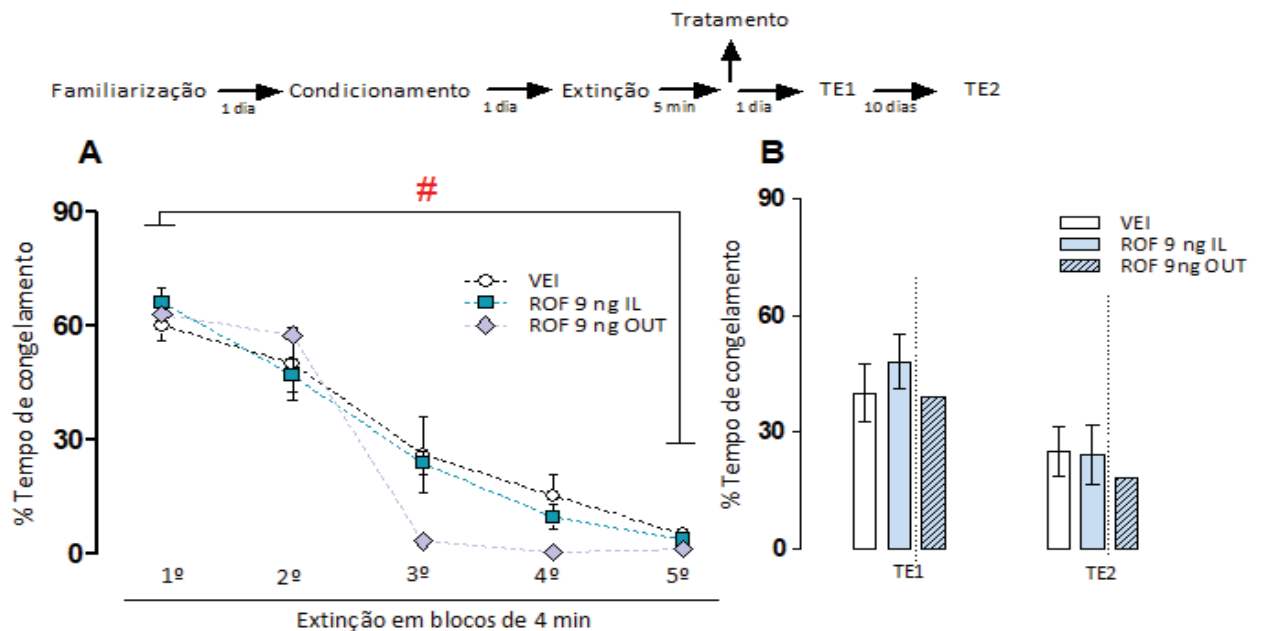 Tratamento
Familiarização 1 dia Condicionamento 1 dia Extinção 5 min 1 dia TE1 10 dias TE2
A
#
% Tempo de congelamento
90
60
30
0
VEI
ROF 9 ng IL
ROF 9 ng OUT
1º 2º 3º 4º 5º
Extinção em blocos de 4 min
B
% Tempo de congelamento
90
60
30
0
VEI
ROF 9 ng IL
ROF 9ng OUT
TE1 TE2